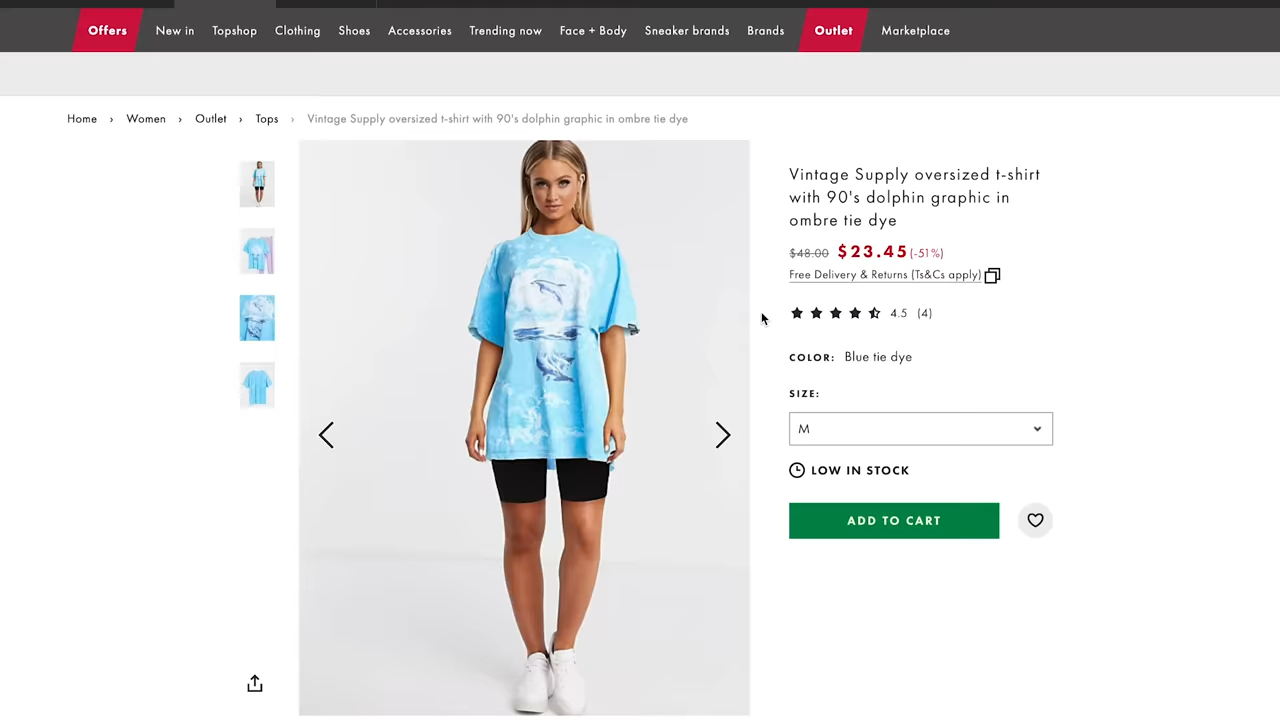 Offers New in Topshop Clothing Shoes Accessories Trending now Face + Body Sneaker brands Brands Outlet Marketplace
Home › Women › Outlet › Tops › Vintage Supply oversized t-shirt with 90's dolphin graphic in ombre tie dye
Vintage Supply oversized t-shirt
with 90's dolphin graphic in
ombre tie dye
$48.00 $23.45 (-51%)
Free Delivery & Returns (Ts&Cs apply)
4.5 (4)
COLOR: Blue tie dye
SIZE:
M
LOW IN STOCK
ADD TO CART